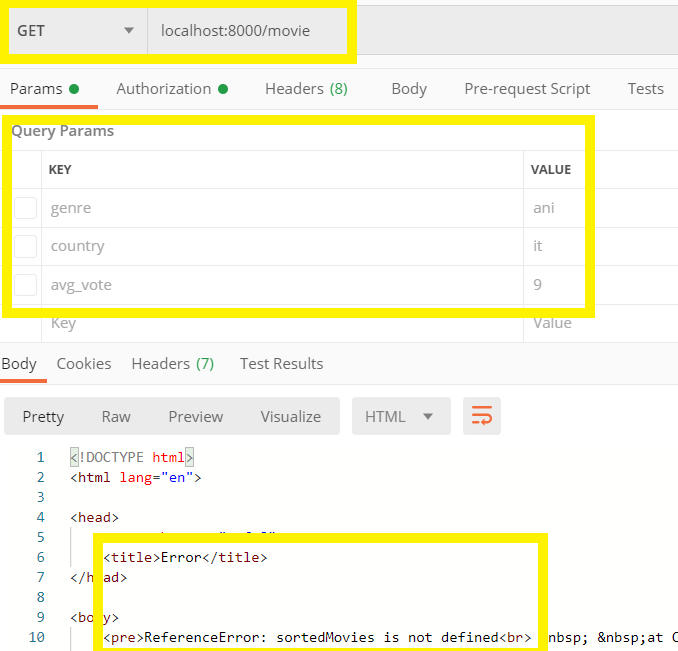 GET localhost:8000/movie
Params Authorization Headers (8) Body Pre-request Script Tests
Query Params
KEY VALUE
genre ani
country it
avg_vote 9
Key Value
Body Cookies Headers (7) Test Results
Pretty Raw Preview Visualize HTML
1 <!DOCTYPE html>
2 <html lang="en">
3
4 <head>
5
6 <title>Error</title>
7 </head>
8
9 <body>
10 <pre>ReferenceError: sortedMovies is not defined<br> &nbsp; &nbsp;at C